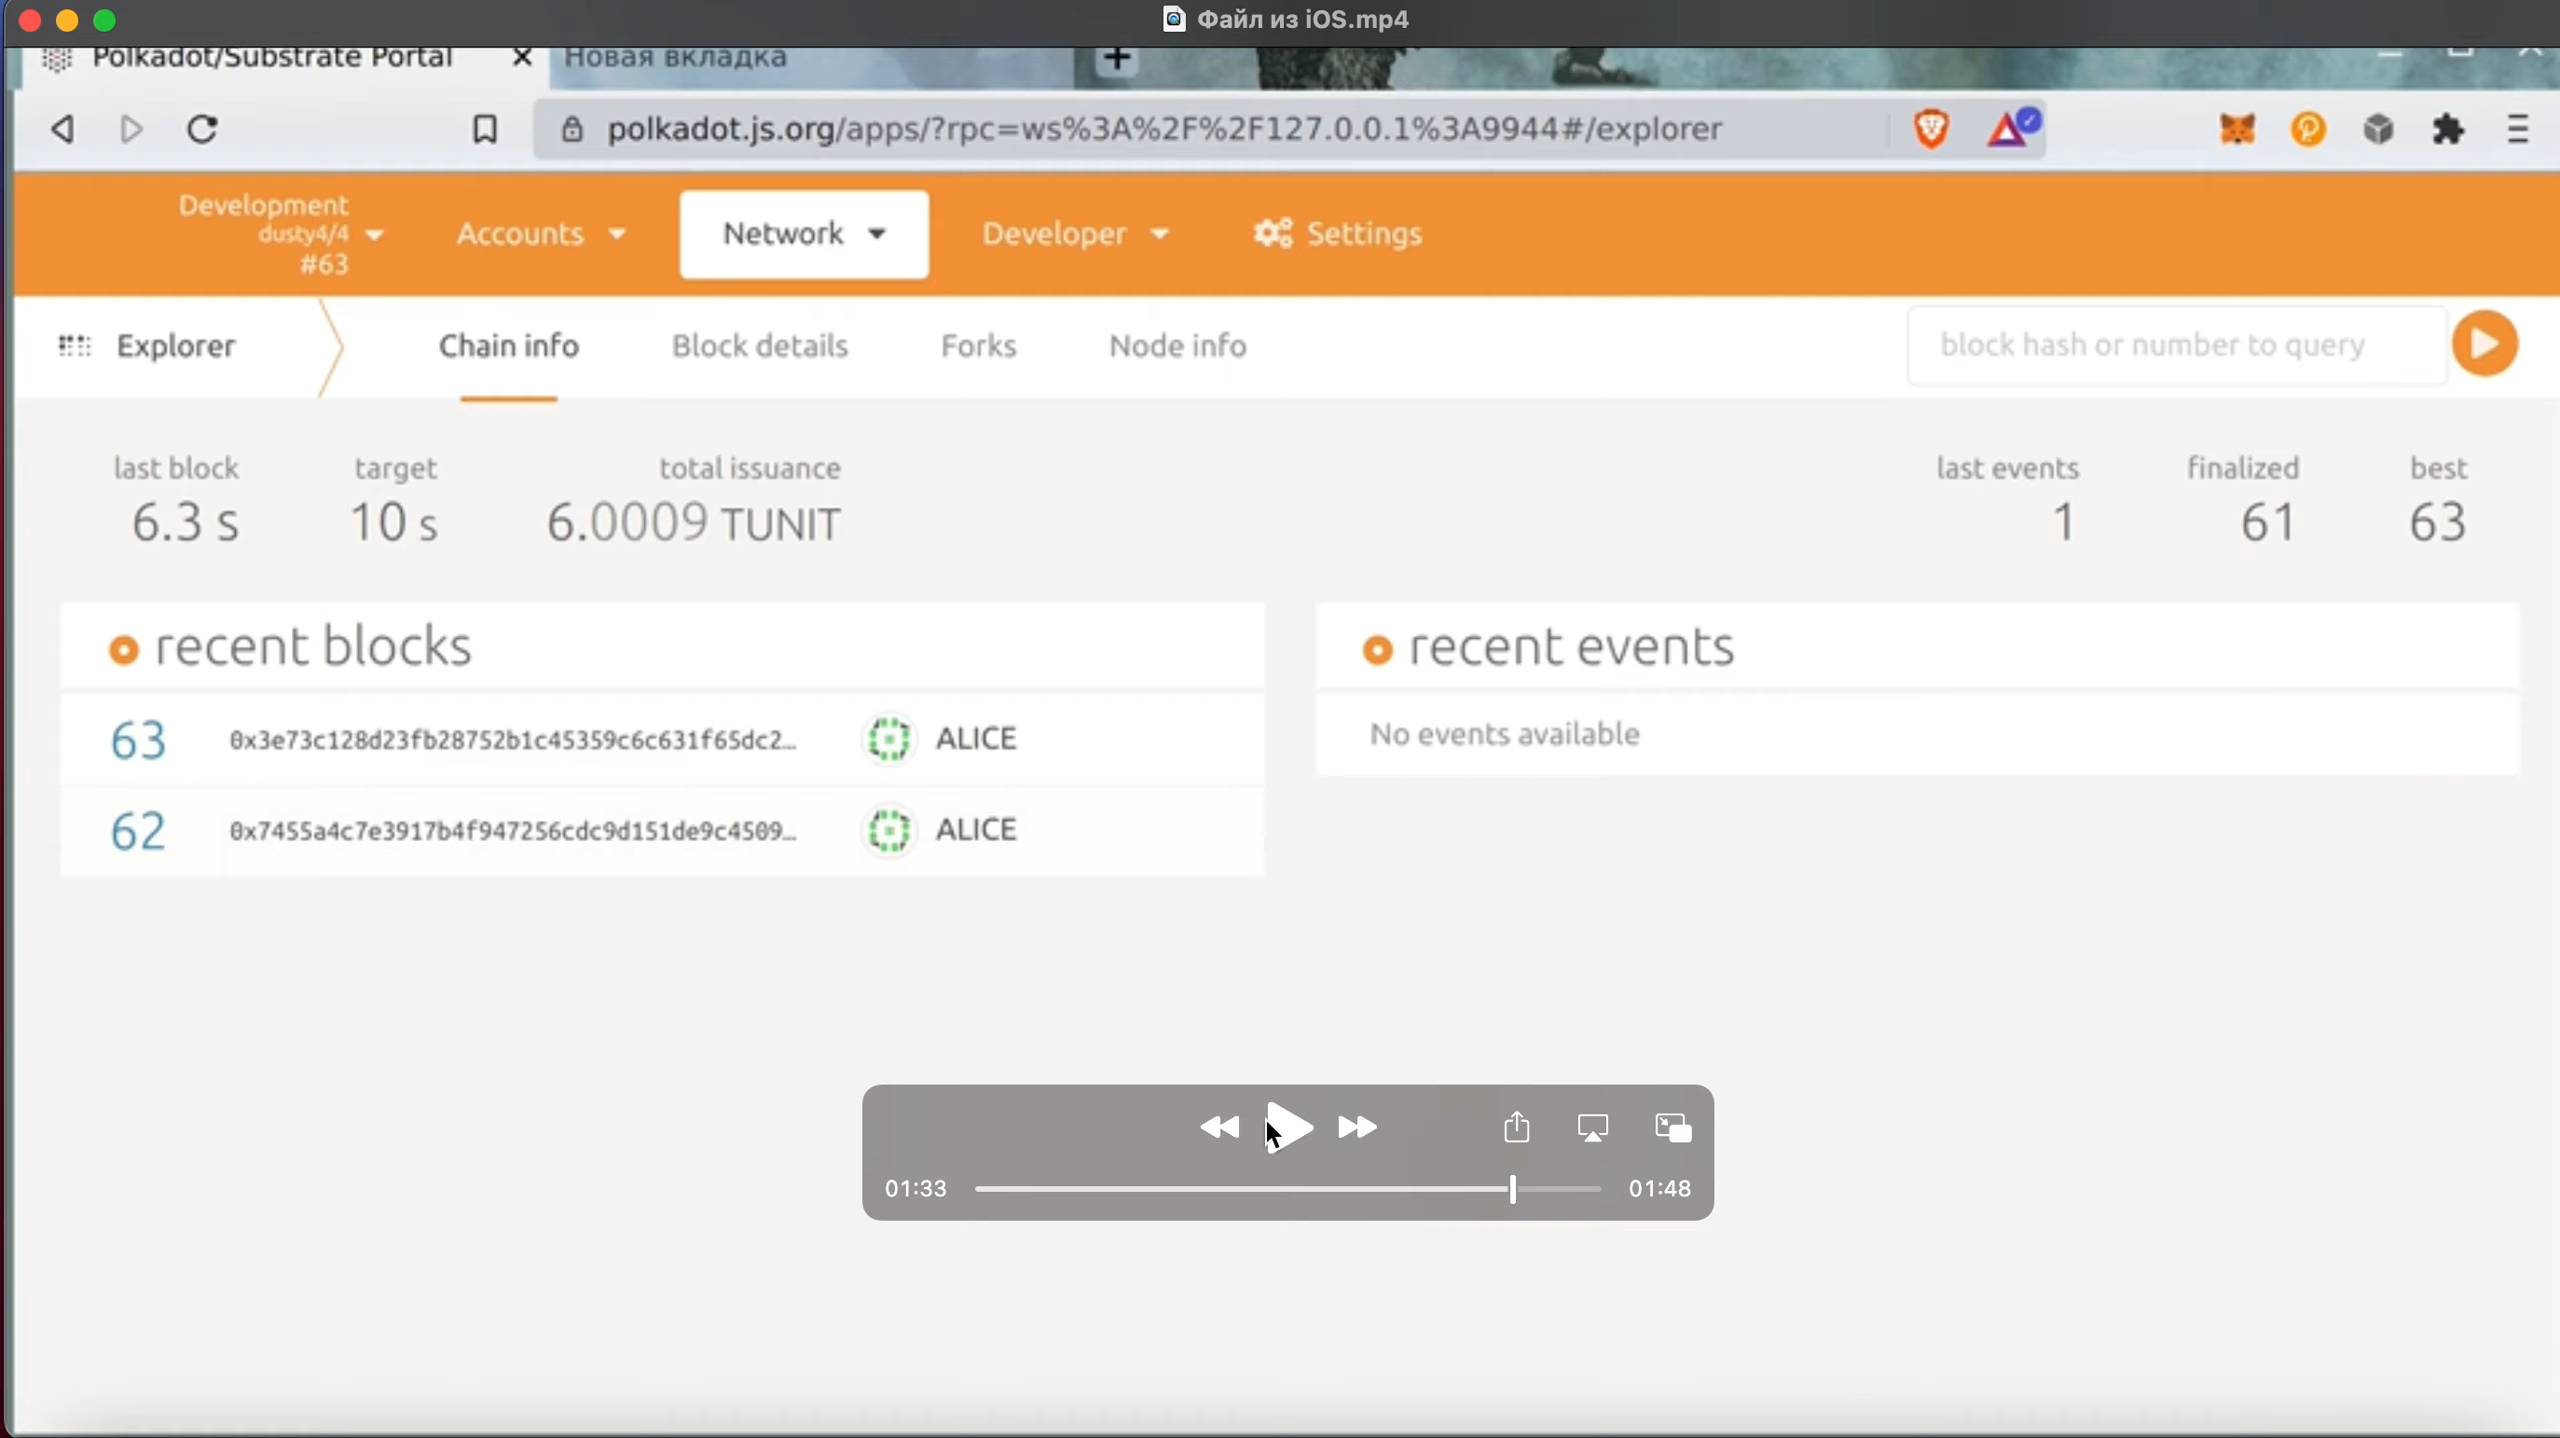 Файл из iOS.mp4
Polkadot/Substrate Portal
Новая вкладка
polkadot.js.org/apps/?rpc=ws%3A%2F%2F127.0.0.1%3A9944#/explorer
Development
dusty4/4
#63
Accounts
Network
Developer
Settings
Explorer
Chain info
Block details
Forks
Node info
block hash or number to query
last block
6.3 s
target
10 s
total issuance
6.0009 TUNIT
last events
1
finalized
61
best
63
recent blocks
63 0x3e73c128d23fb28752b1c45359c6c631f65dc2… ALICE
62 0x7455a4c7e3917b4f947256cdc9d151de9c4509… ALICE
recent events
No events available
01:33
01:48